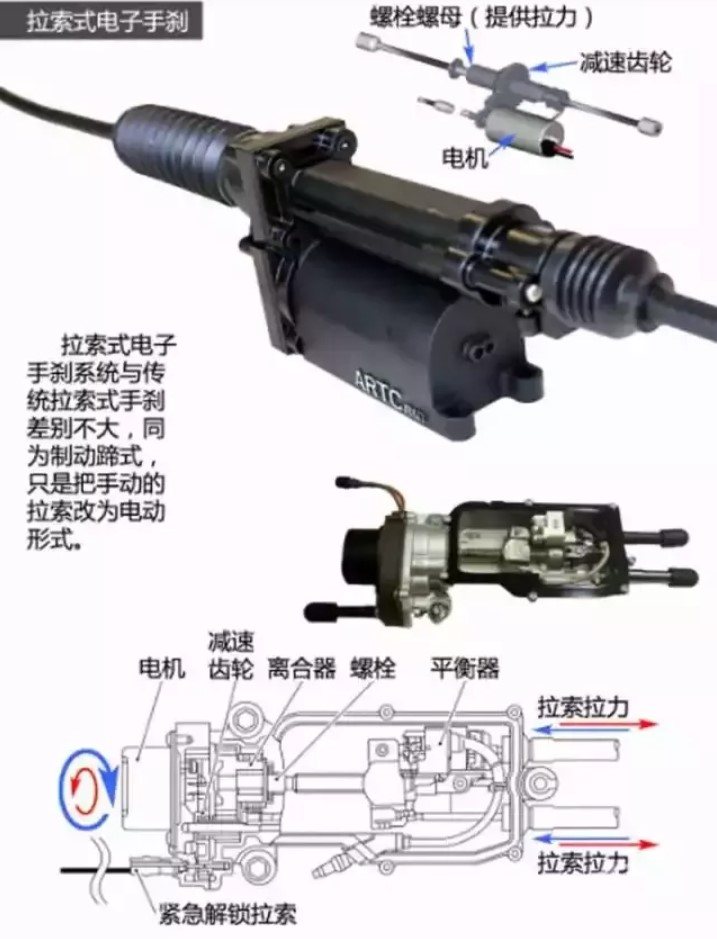 拉索式电子手刹
螺栓螺母（提供拉力）
减速齿轮
电机
ARTC
拉索式电子
手刹系统与传
统拉索式手刹
差别不大，同
为制动蹄式，
只是把手动的
拉索改为电动
形式。
电机
减速
齿轮
离合器
螺栓
平衡器
拉索拉力
拉索拉力
紧急解锁拉索